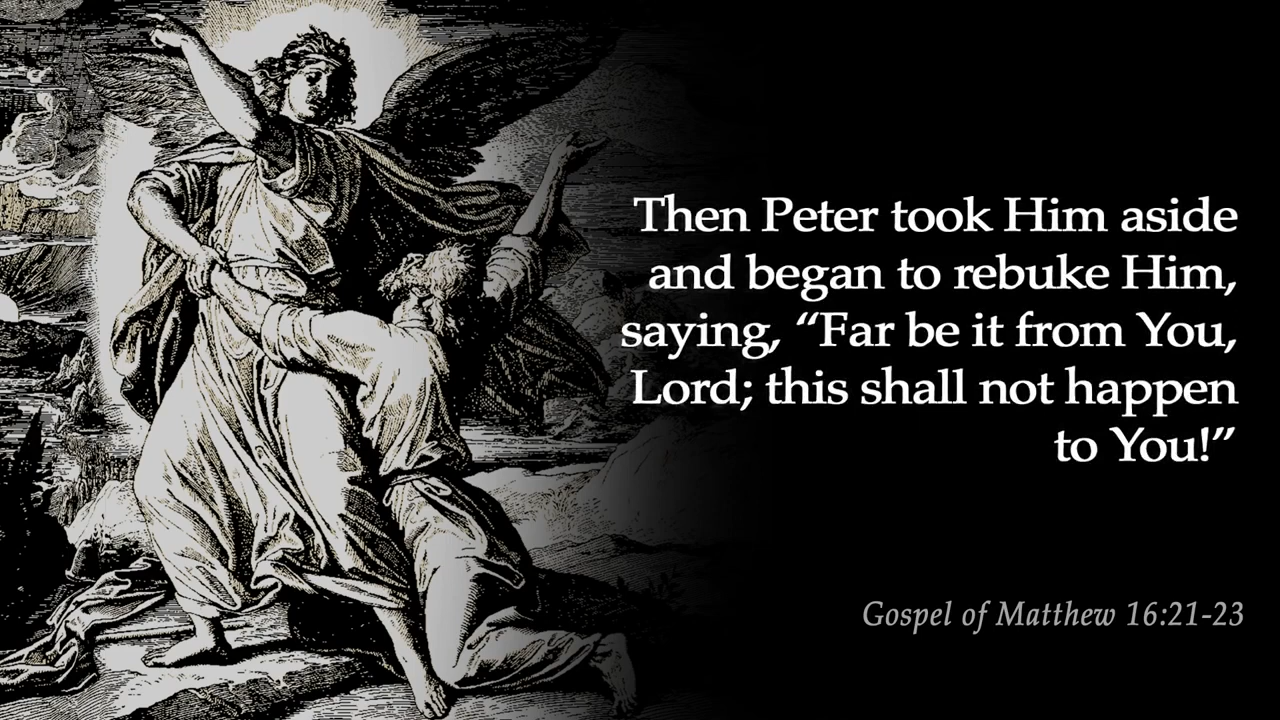 Then Peter took Him aside
and began to rebuke Him,
saying, “Far be it from You,
Lord; this shall not happen
to You!”
Gospel of Matthew 16:21-23